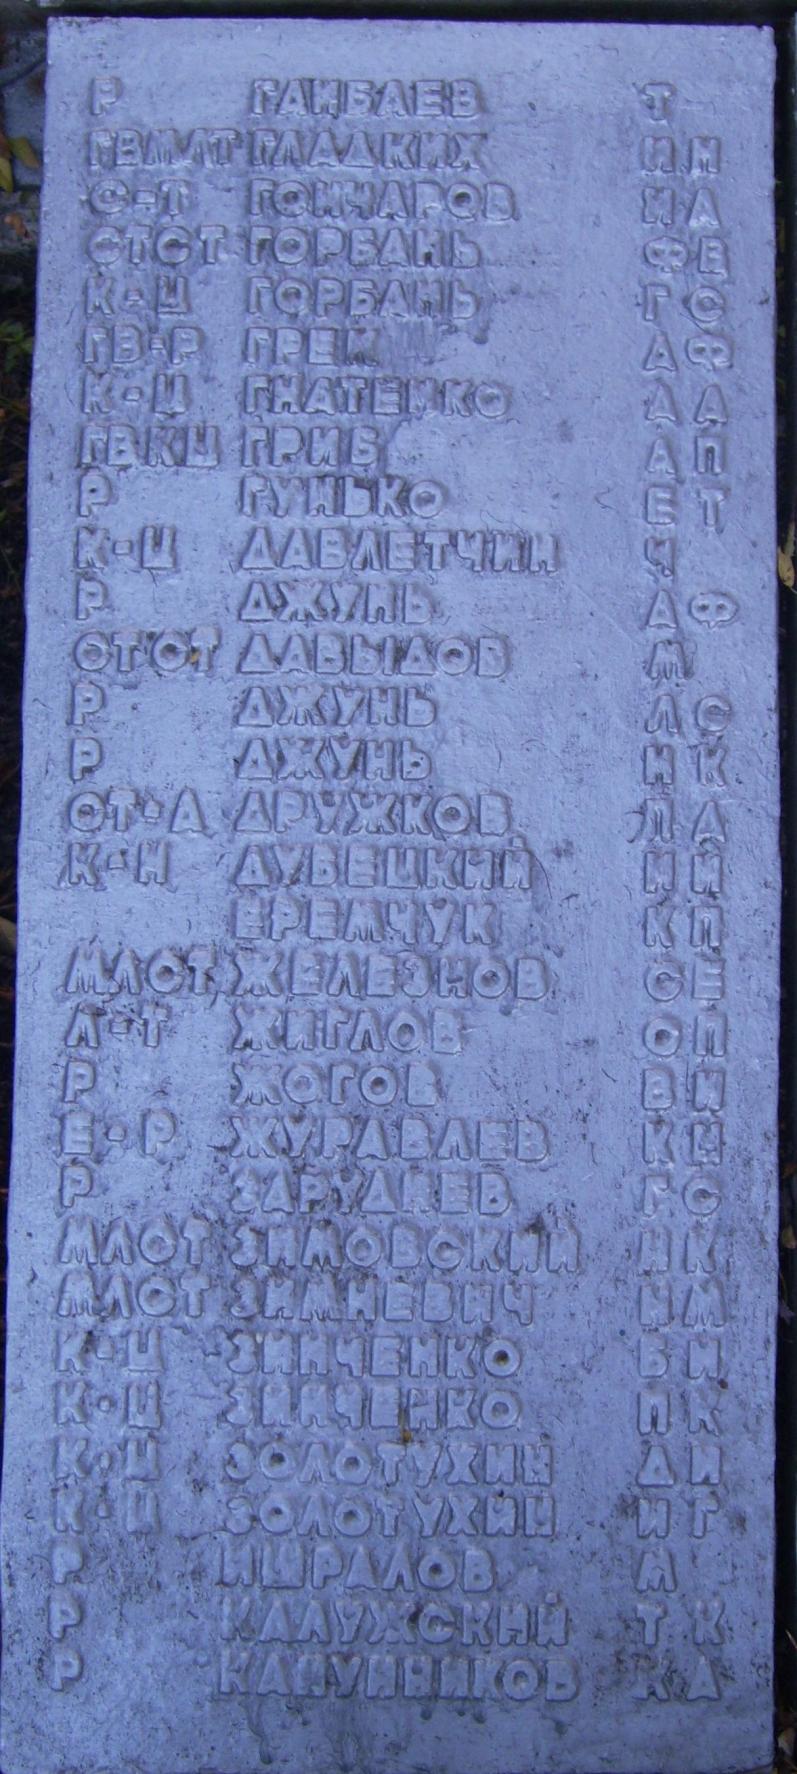 Р ГАИБАЕВ Т
ГВМЛТ ГЛАДКИХ И М
С-Т ГОНЧАРОВ И А
СТСТ ГОРБАНЬ Ф В
К-Ц ГОРБАНЬ Г С
ГВ-Р ГРЕК А Ф
К-Ц ГНАТЕНКО Д А
ГВКЦ ГРИБ А П
Р ГУНЬКО Е Т
К-Ц ДАВЛЕТЧИН Ч
Р ДЖУНЬ А Ф
СТСТ ДАВЫДОВ М
Р ДЖУНЬ Л С
Р ДЖУНЬ И К
СТ-А ДРУЖКОВ П Д
К-Н ДУБЕЦКИЙ И И
ЕРЕМЧУК К П
МЛСТ ЖЕЛЕЗНОВ С Е
Л-Т ЖИГЛОВ О П
Р ЖОГОВ В И
Е-Р ЖУРАВЛЕВ К Н
Р ЗАРУДНЕВ Г С
МЛСТ ЗИМОВСКИЙ Н К
МЛСТ ЗИМНЕВИЧ И М
К-Ц ЗИНЧЕНКО Б И
К-Ц ЗИНЧЕНКО П К
К-Ц ЗОЛОТУХИН Д И
К-Ц ЗОЛОТУХИН И Г
Р ИШРАЛОВ М
Р КАЛУЖСКИЙ Т К
Р КАНУННИКОВ К А